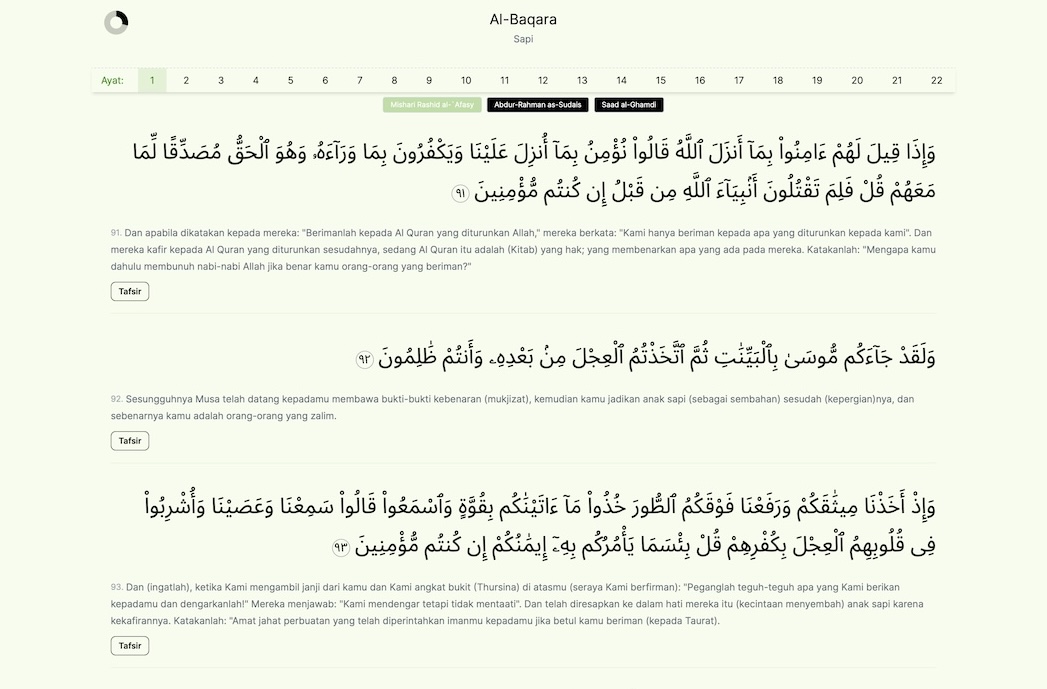 Al-Baqara
Sapi
Ayat: 1 2 3 4 5 6 7 8 9 10 11 12 13 14 15 16 17 18 19 20 21 22
Mishari Rashid al-`Afasy Abdur-Rahman as-Sudais Saad al-Ghamdi
وَإِذَا قِيلَ لَهُمْ ءَامِنُوا۟ بِمَآ أَنزَلَ ٱللَّهُ قَالُوا۟ نُؤْمِنُ بِمَآ أُنزِلَ عَلَيْنَا وَيَكْفُرُونَ بِمَا وَرَآءَهُۥ وَهُوَ ٱلْحَقُّ مُصَدِّقًا لِّمَا
مَعَهُمْ قُلْ فَلِمَ تَقْتُلُونَ أَنۢبِيَآءَ ٱللَّهِ مِن قَبْلُ إِن كُنتُم مُّؤْمِنِينَ ٩١
91. Dan apabila dikatakan kepada mereka: "Berimanlah kepada Al Quran yang diturunkan Allah," mereka berkata: "Kami hanya beriman kepada apa yang diturunkan kepada kami". Dan
mereka kafir kepada Al Quran yang diturunkan sesudahnya, sedang Al Quran itu adalah (Kitab) yang hak; yang membenarkan apa yang ada pada mereka. Katakanlah: "Mengapa kamu
dahulu membunuh nabi-nabi Allah jika benar kamu orang-orang yang beriman?"
Tafsir
وَلَقَدْ جَآءَكُم مُّوسَىٰ بِٱلْبَيِّنَٰتِ ثُمَّ ٱتَّخَذْتُمُ ٱلْعِجْلَ مِنۢ بَعْدِهِۦ وَأَنتُمْ ظَٰلِمُونَ ٩٢
92. Sesungguhnya Musa telah datang kepadamu membawa bukti-bukti kebenaran (mukjizat), kemudian kamu jadikan anak sapi (sebagai sembahan) sesudah (kepergian)nya, dan
sebenarnya kamu adalah orang-orang yang zalim.
Tafsir
وَإِذْ أَخَذْنَا مِيثَٰقَكُمْ وَرَفَعْنَا فَوْقَكُمُ ٱلطُّورَ خُذُوا۟ مَآ ءَاتَيْنَٰكُم بِقُوَّةٍ وَٱسْمَعُوا۟ قَالُوا۟ سَمِعْنَا وَعَصَيْنَا وَأُشْرِبُوا۟
فِى قُلُوبِهِمُ ٱلْعِجْلَ بِكُفْرِهِمْ قُلْ بِئْسَمَا يَأْمُرُكُم بِهِۦٓ إِيمَٰنُكُمْ إِن كُنتُم مُّؤْمِنِينَ ٩٣
93. Dan (ingatlah), ketika Kami mengambil janji dari kamu dan Kami angkat bukit (Thursina) di atasmu (seraya Kami berfirman): "Peganglah teguh-teguh apa yang Kami berikan
kepadamu dan dengarkanlah!" Mereka menjawab: "Kami mendengar tetapi tidak mentaati". Dan telah diresapkan ke dalam hati mereka itu (kecintaan menyembah) anak sapi karena
kekafirannya. Katakanlah: "Amat jahat perbuatan yang telah diperintahkan imanmu kepadamu jika betul kamu beriman (kepada Taurat).
Tafsir